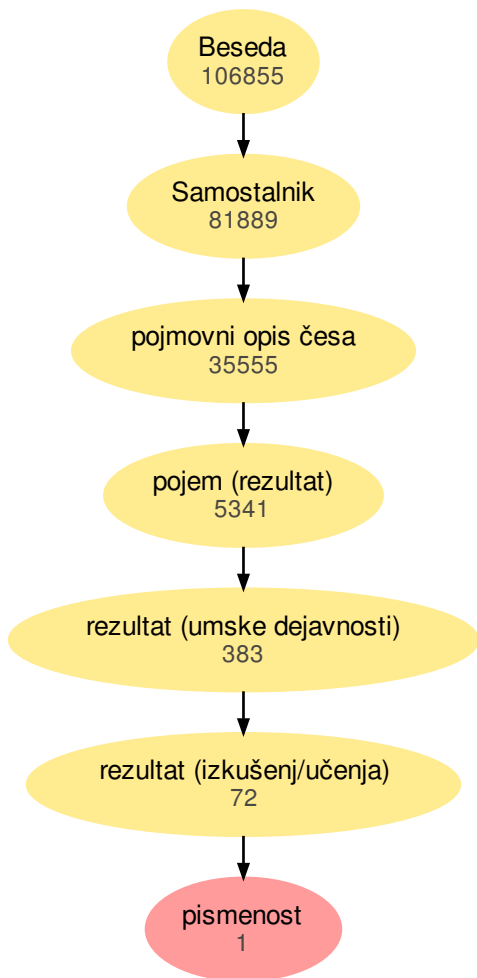 Beseda
106855
Samostalnik
81889
pojmovni opis česa
35555
pojem (rezultat)
5341
rezultat (umske dejavnosti)
383
rezultat (izkušenj/učenja)
72
pismenost
1